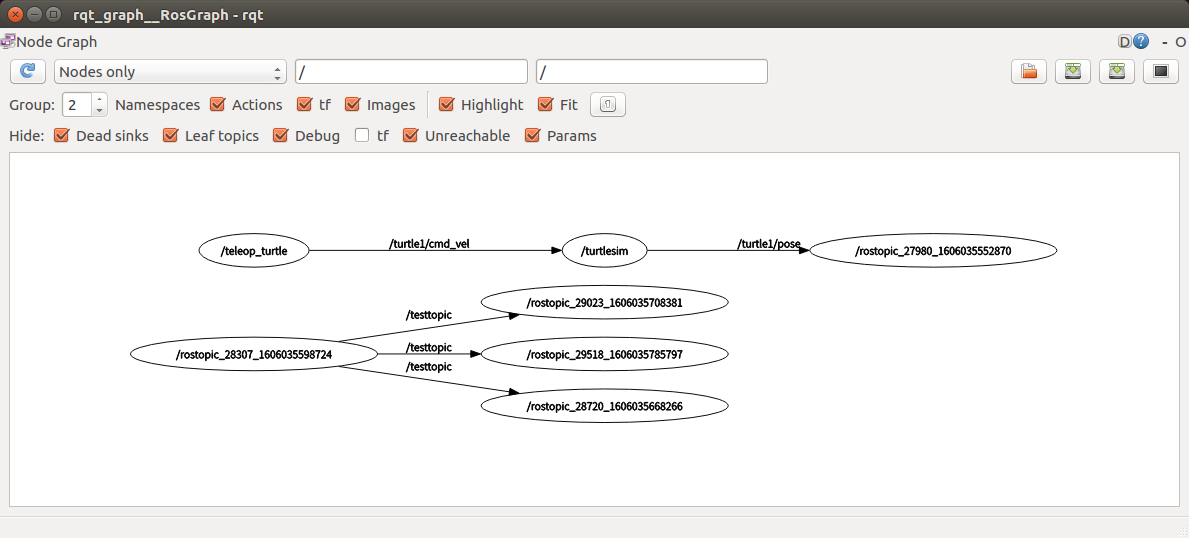 rqt_graph__RosGraph - rqt
Node Graph
D ? - O
Nodes only / /
Group: 2 Namespaces Actions tf Images Highlight Fit
Hide: Dead sinks Leaf topics Debug tf Unreachable Params
/teleop_turtle /turtle1/cmd_vel /turtlesim /turtle1/pose /rostopic_27980_1606035552870
/rostopic_29023_1606035708381
/testtopic
/rostopic_28307_1606035598724 /testtopic /rostopic_29518_1606035785797
/testtopic
/rostopic_28720_1606035668266